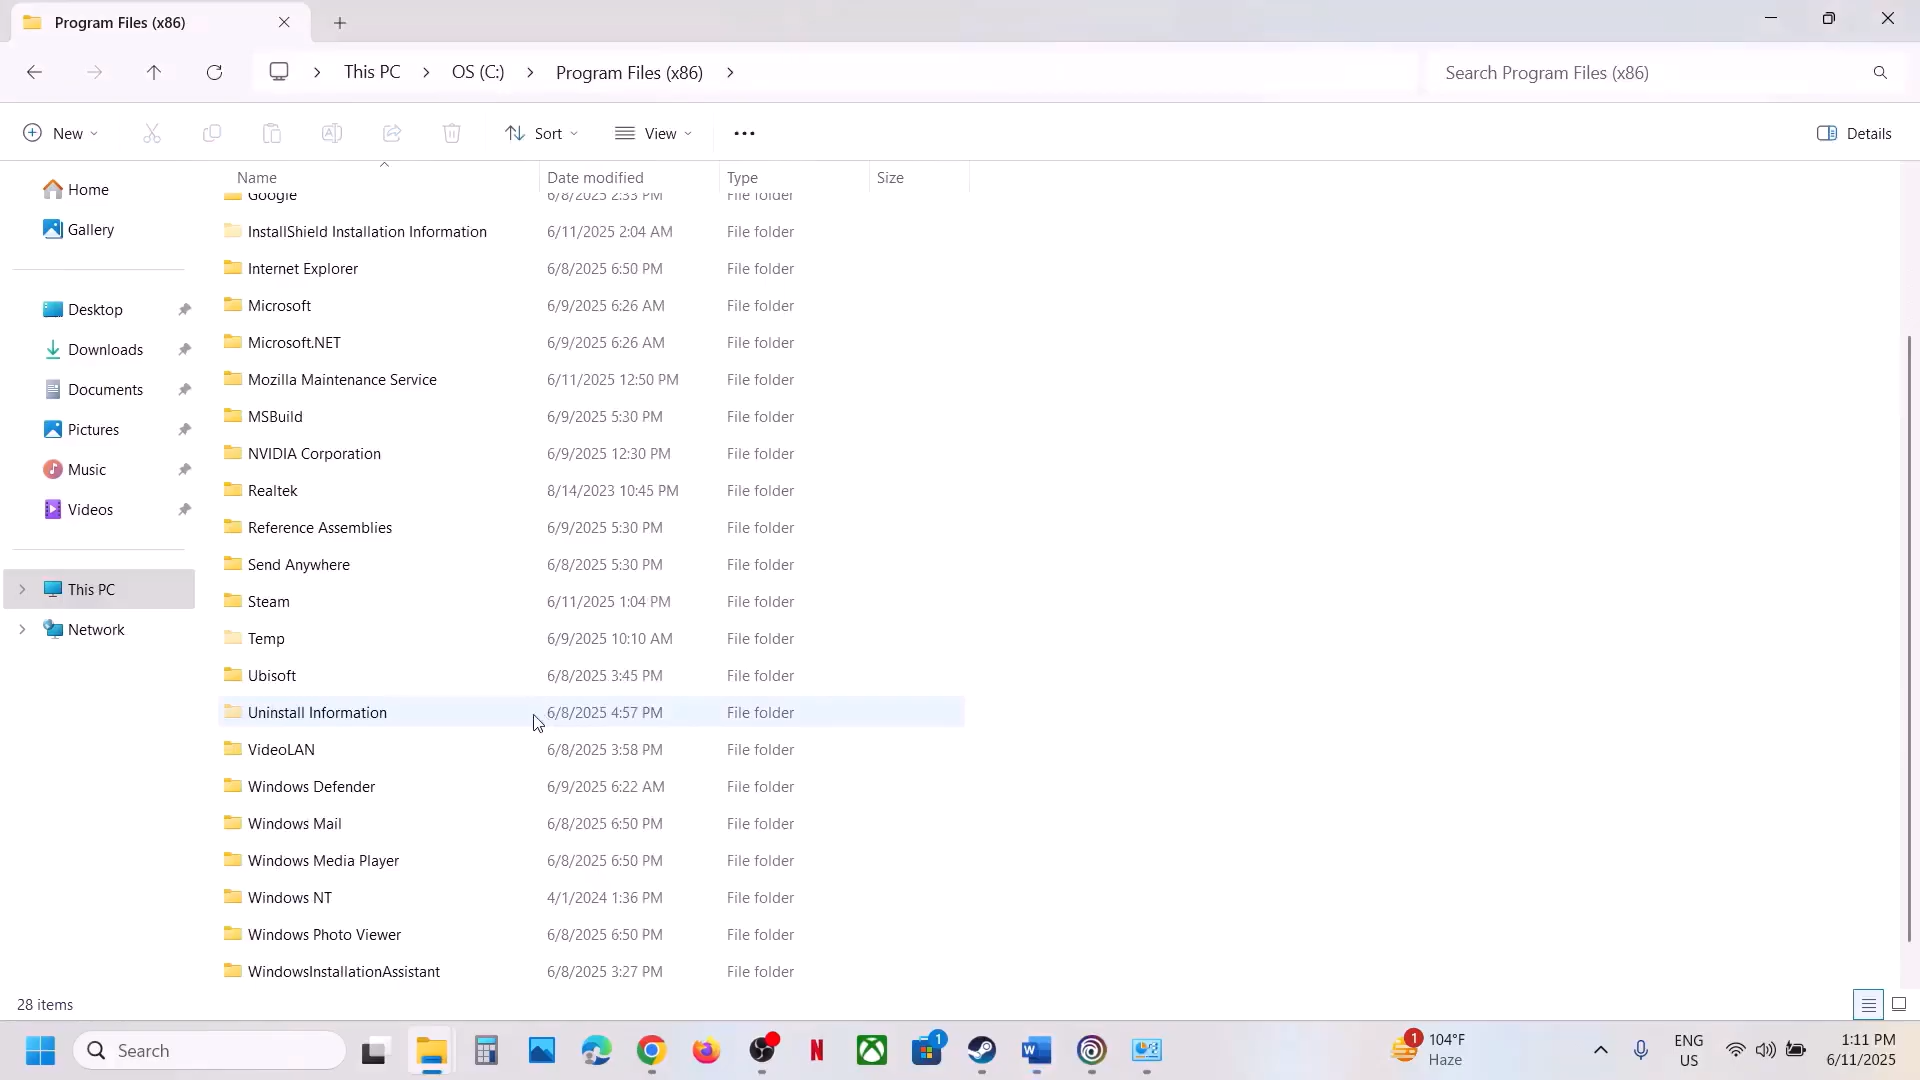 Program Files (x86)
This PC > OS (C:) > Program Files (x86) >
Search Program Files (x86)
New
Sort
View
Details
Name Date modified Type Size
Home
Gallery
Desktop
Downloads
Documents
Pictures
Music
Videos
This PC
Network
Google 6/8/2025 2:33 PM File folder
InstallShield Installation Information 6/11/2025 2:04 AM File folder
Internet Explorer 6/8/2025 6:50 PM File folder
Microsoft 6/9/2025 6:26 AM File folder
Microsoft.NET 6/9/2025 6:26 AM File folder
Mozilla Maintenance Service 6/11/2025 12:50 PM File folder
MSBuild 6/9/2025 5:30 PM File folder
NVIDIA Corporation 6/9/2025 12:30 PM File folder
Realtek 8/14/2023 10:45 PM File folder
Reference Assemblies 6/9/2025 5:30 PM File folder
Send Anywhere 6/8/2025 5:30 PM File folder
Steam 6/11/2025 1:04 PM File folder
Temp 6/9/2025 10:10 AM File folder
Ubisoft 6/8/2025 3:45 PM File folder
Uninstall Information 6/8/2025 4:57 PM File folder
VideoLAN 6/8/2025 3:58 PM File folder
Windows Defender 6/9/2025 6:22 AM File folder
Windows Mail 6/8/2025 6:50 PM File folder
Windows Media Player 6/8/2025 6:50 PM File folder
Windows NT 4/1/2024 1:36 PM File folder
Windows Photo Viewer 6/8/2025 6:50 PM File folder
WindowsInstallationAssistant 6/8/2025 3:27 PM File folder
28 items
Search
1
1
104°F
Haze
ENG
US
1:11 PM
6/11/2025